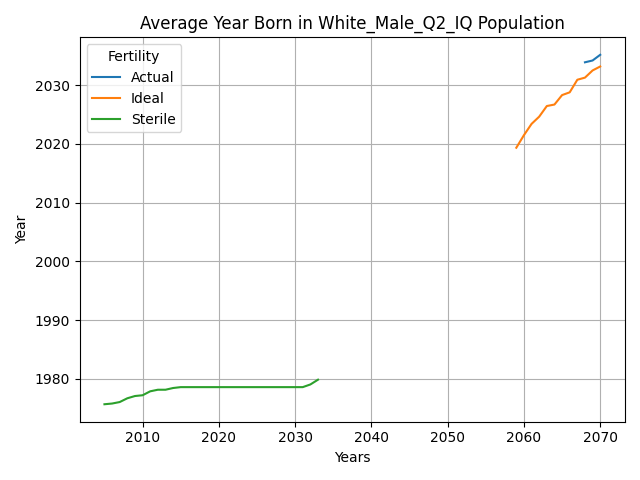 Average Year Born in White_Male_Q2_IQ Population
Fertility
Actual
Ideal
Sterile
2030
2020
2010
2000
1990
1980
Year
2010 2020 2030 2040 2050 2060 2070
Years